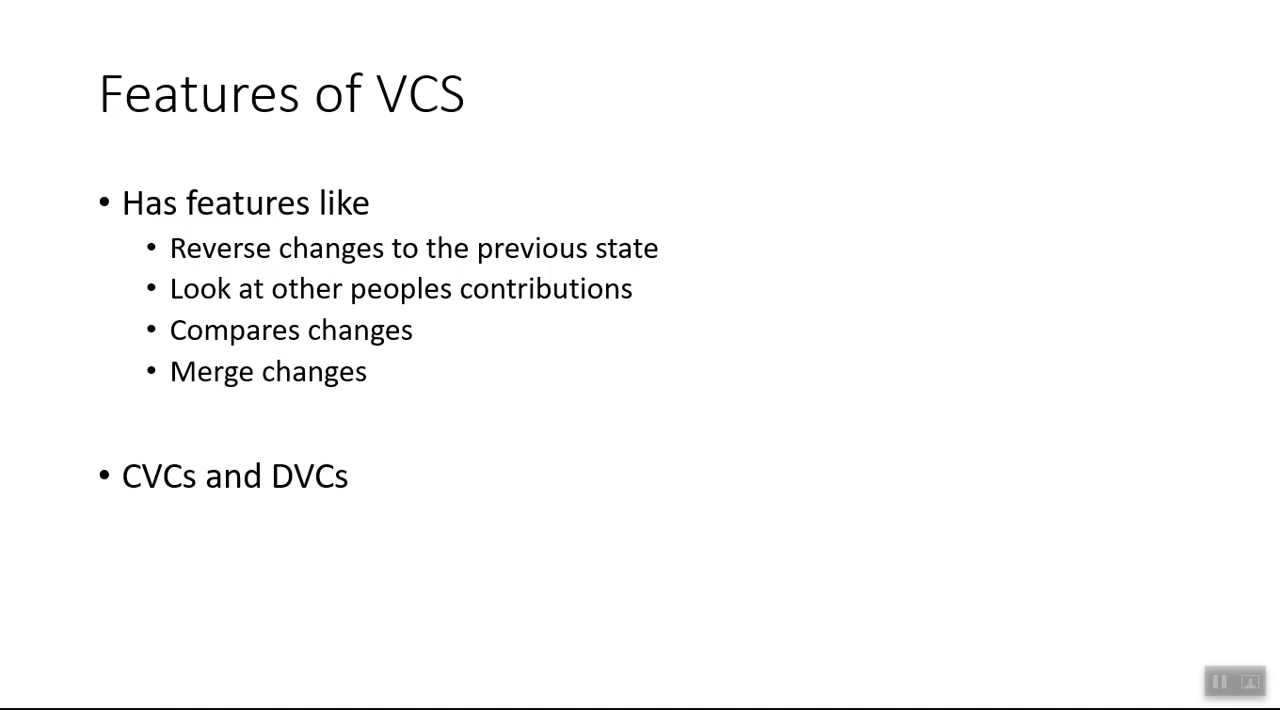 Features of VCS
• Has features like
• Reverse changes to the previous state
• Look at other peoples contributions
• Compares changes
• Merge changes
• CVCs and DVCs